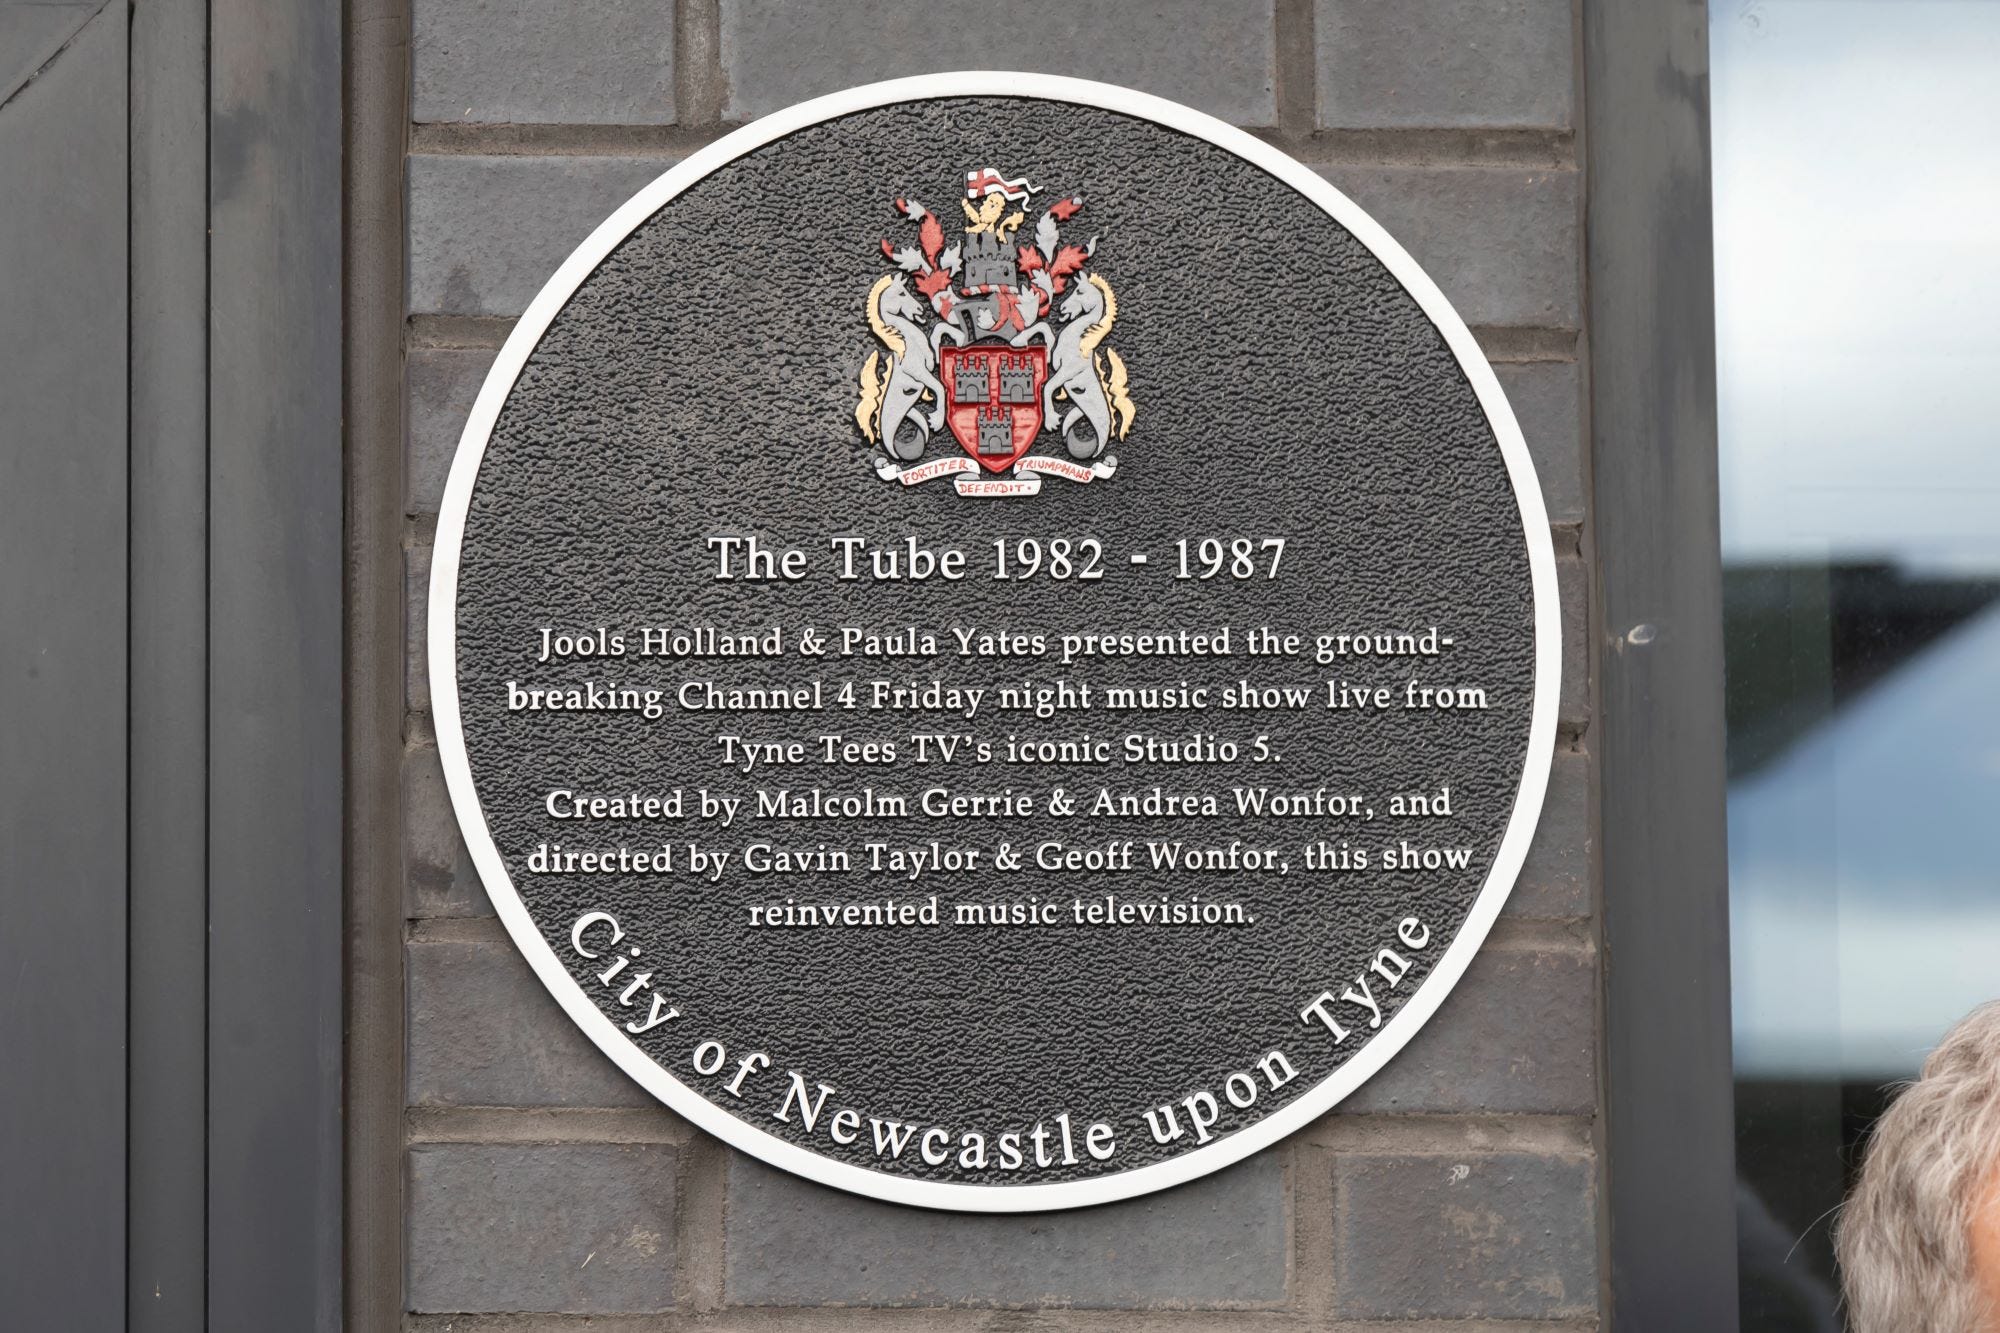 FORTITER · TRIUMPHANS
DEFENDIT ·
The Tube 1982 - 1987
Jools Holland & Paula Yates presented the ground-
breaking Channel 4 Friday night music show live from
Tyne Tees TV's iconic Studio 5.
Created by Malcolm Gerrie & Andrea Wonfor, and
directed by Gavin Taylor & Geoff Wonfor, this show
reinvented music television.
City of Newcastle upon Tyne